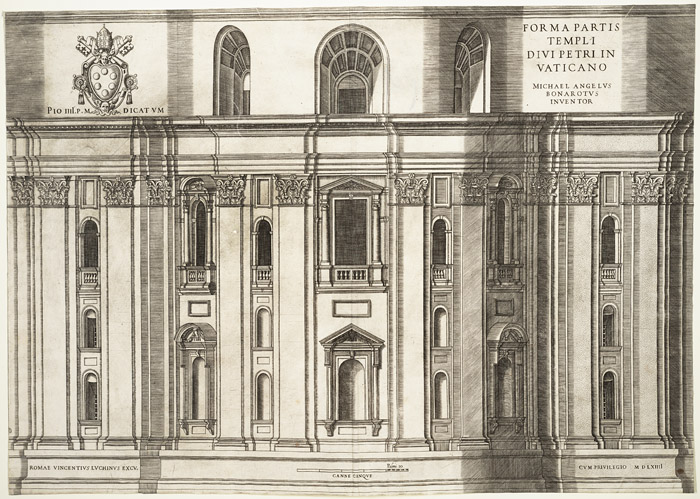 FORMA PARTIS
TEMPLI
DIVI PETRI IN
VATICANO
MICHAEL ANGELVS
BONAROTVS
INVENTOR
PIO IIII. P. M. DICATVM
ROMAE VINCENTIVS LVCHINVS EXCV.
CANNE CINQVE
CVM PRIVILEGIO M D LXIIII